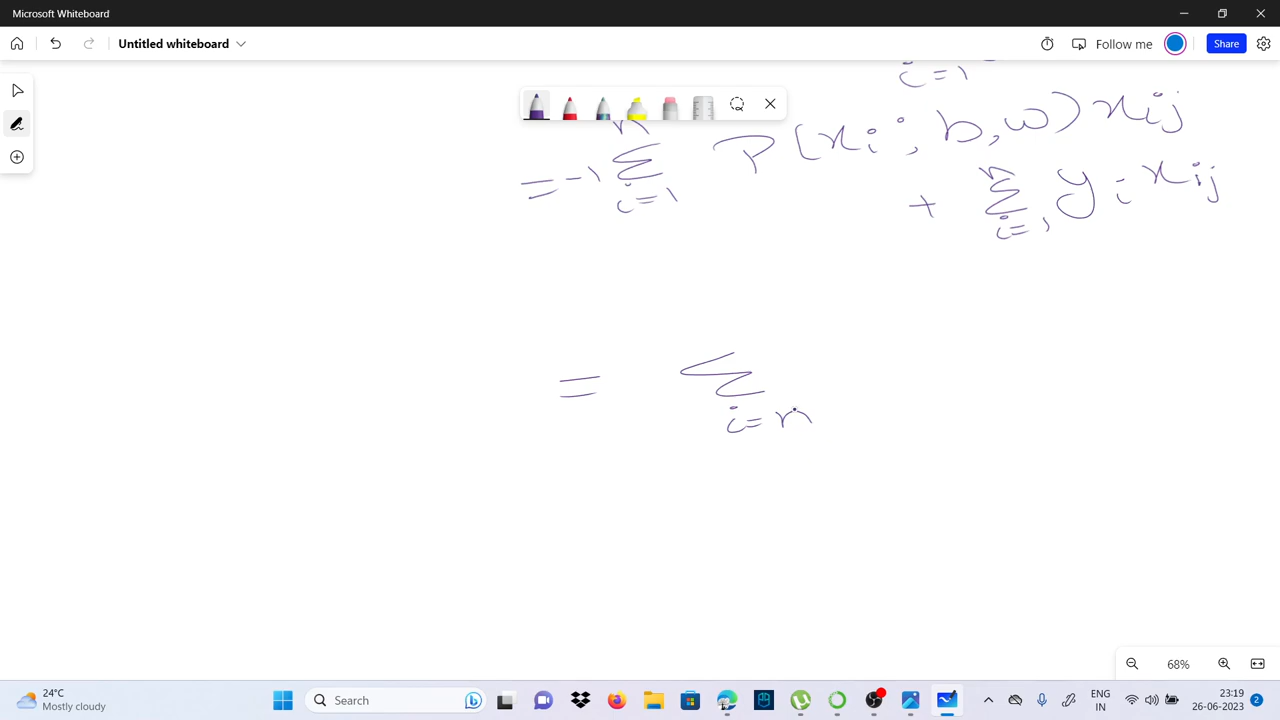 Microsoft Whiteboard
Untitled whiteboard
Follow me
Share
i=1
n
= -1 Σ P(xi; b, w) xij
i=1
n
+ Σ yi xij
i=1
= Σ
i=n
68%
24°C
Mostly cloudy
Search
ENG
IN
23:19
26-06-2023
2